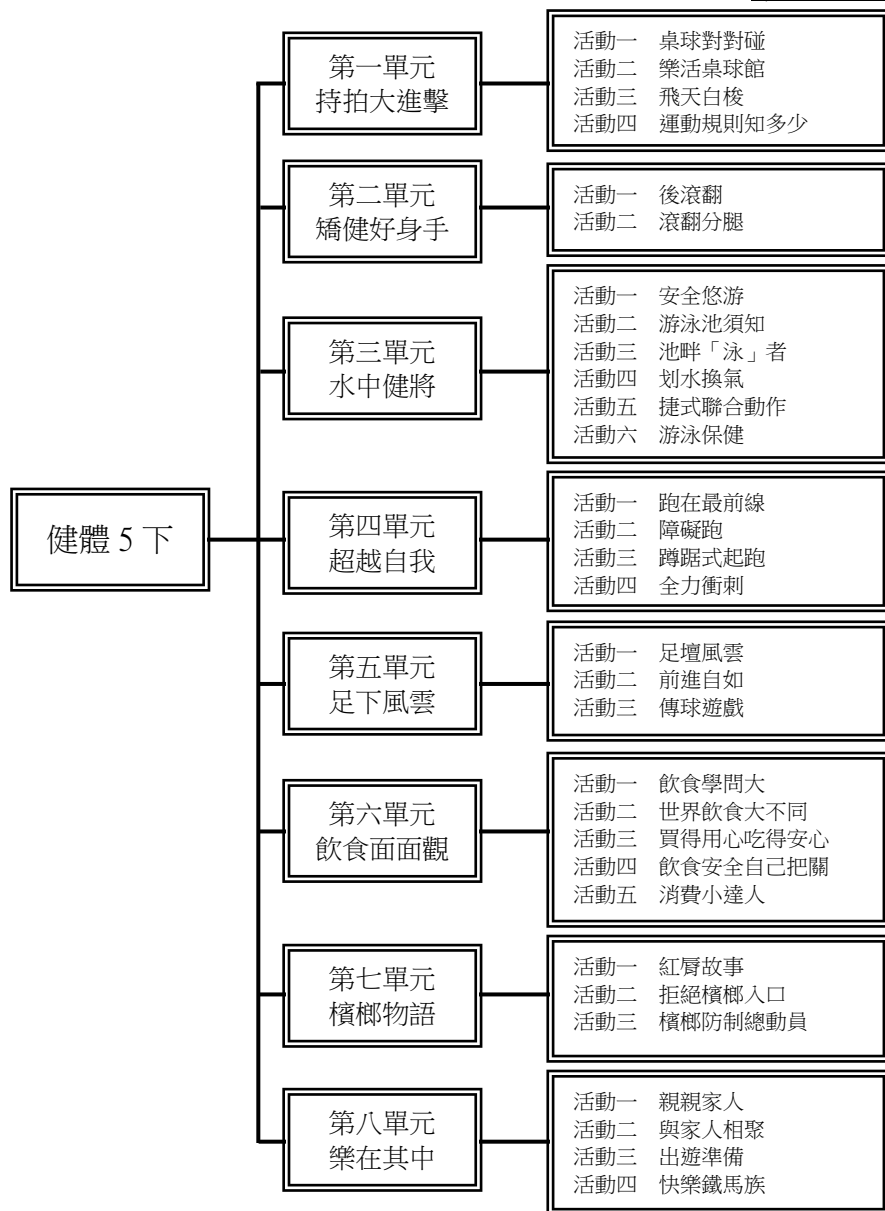 健體 5 下
第一單元
持拍大進擊
活動一 桌球對對碰
活動二 樂活桌球館
活動三 飛天白梭
活動四 運動規則知多少
第二單元
矯健好身手
活動一 後滾翻
活動二 滾翻分腿
第三單元
水中健將
活動一 安全悠游
活動二 游泳池須知
活動三 池畔「泳」者
活動四 划水換氣
活動五 捷式聯合動作
活動六 游泳保健
第四單元
超越自我
活動一 跑在最前線
活動二 障礙跑
活動三 蹲踞式起跑
活動四 全力衝刺
第五單元
足下風雲
活動一 足壇風雲
活動二 前進自如
活動三 傳球遊戲
第六單元
飲食面面觀
活動一 飲食學問大
活動二 世界飲食大不同
活動三 買得用心吃得安心
活動四 飲食安全自己把關
活動五 消費小達人
第七單元
檳榔物語
活動一 紅脣故事
活動二 拒絕檳榔入口
活動三 檳榔防制總動員
第八單元
樂在其中
活動一 親親家人
活動二 與家人相聚
活動三 出遊準備
活動四 快樂鐵馬族